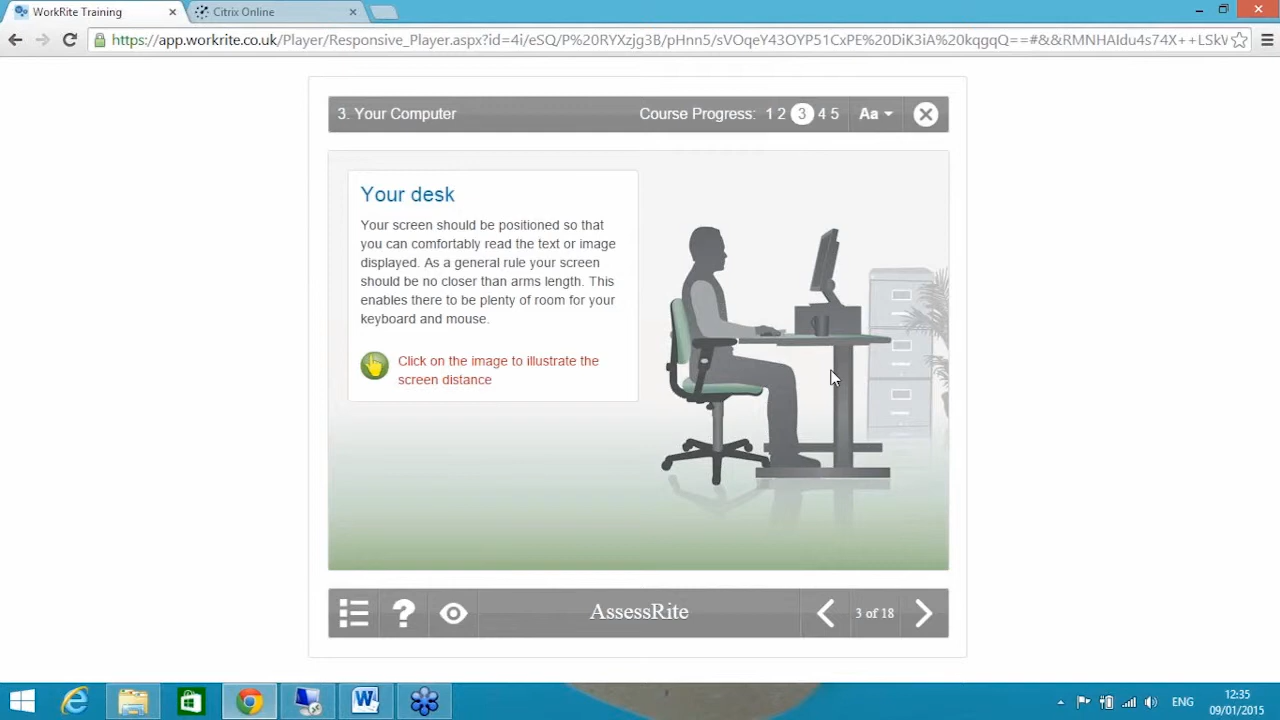 WorkRite Training
Citrix Online
https://app.workrite.co.uk/Player/Responsive_Player.aspx?id=4i/eSQ/P%20RYXzjg3B/pHnn5/sVOqeY43OYP51CxPE%20DiK3iA%20kqgqQ==#&&RMNHAIdu4s74X++LSkV
3. Your Computer
Course Progress: 1 2 3 4 5
Aa
Your desk
Your screen should be positioned so that
you can comfortably read the text or image
displayed. As a general rule your screen
should be no closer than arms length. This
enables there to be plenty of room for your
keyboard and mouse.
Click on the image to illustrate the
screen distance
?
AssessRite
3 of 18
ENG
12:35
09/01/2015